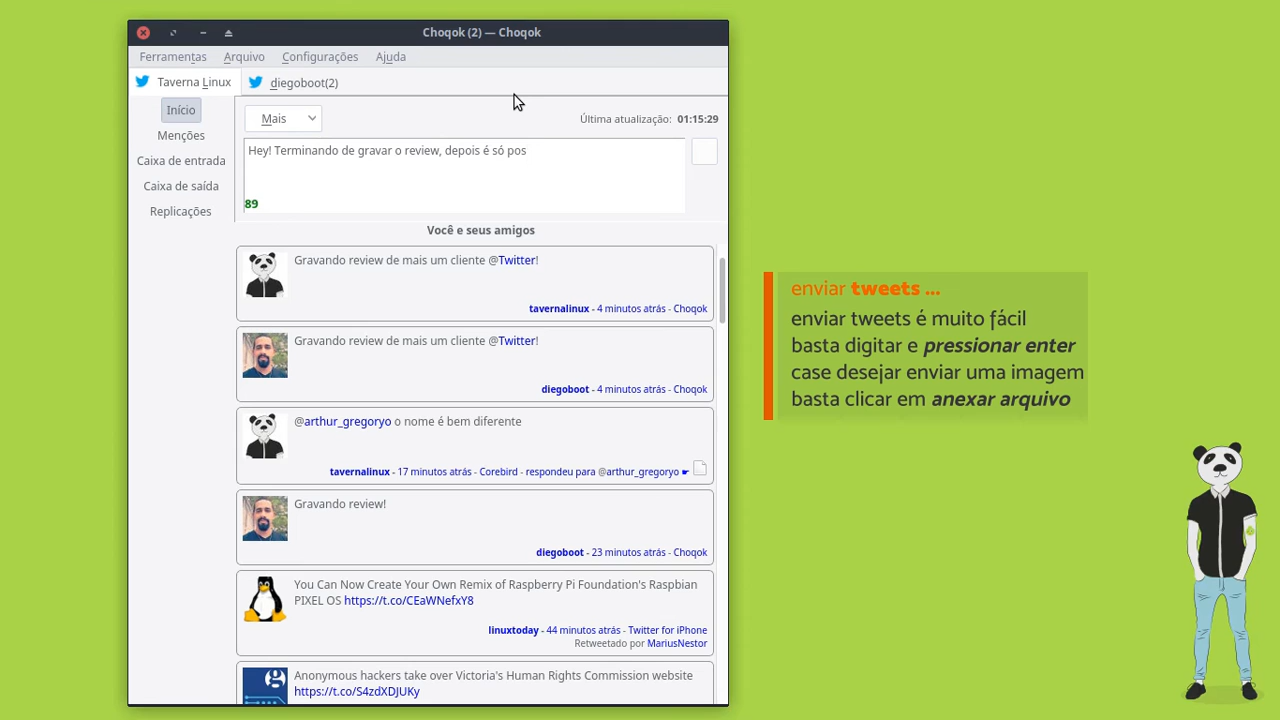 Choqok (2) — Choqok
Ferramentas Arquivo Configurações Ajuda
Taverna Linux diegoboot(2)
Início
Menções
Caixa de entrada
Caixa de saída
Replicações
Mais Última atualização: 01:15:29
Hey! Terminando de gravar o review, depois é só pos
89
Você e seus amigos
Gravando review de mais um cliente @Twitter!
tavernalinux - 4 minutos atrás - Choqok
Gravando review de mais um cliente @Twitter!
diegoboot - 4 minutos atrás - Choqok
@arthur_gregoryo o nome é bem diferente
tavernalinux - 17 minutos atrás - Corebird - respondeu para @arthur_gregoryo ☛
Gravando review!
diegoboot - 23 minutos atrás - Choqok
You Can Now Create Your Own Remix of Raspberry Pi Foundation's Raspbian
PIXEL OS https://t.co/CEaWNefxY8
linuxtoday - 44 minutos atrás - Twitter for iPhone
Retweetado por MariusNestor
Anonymous hackers take over Victoria's Human Rights Commission website
https://t.co/S4zdXDJUKy
enviar tweets ...
enviar tweets é muito fácil
basta digitar e pressionar enter
case desejar enviar uma imagem
basta clicar em anexar arquivo